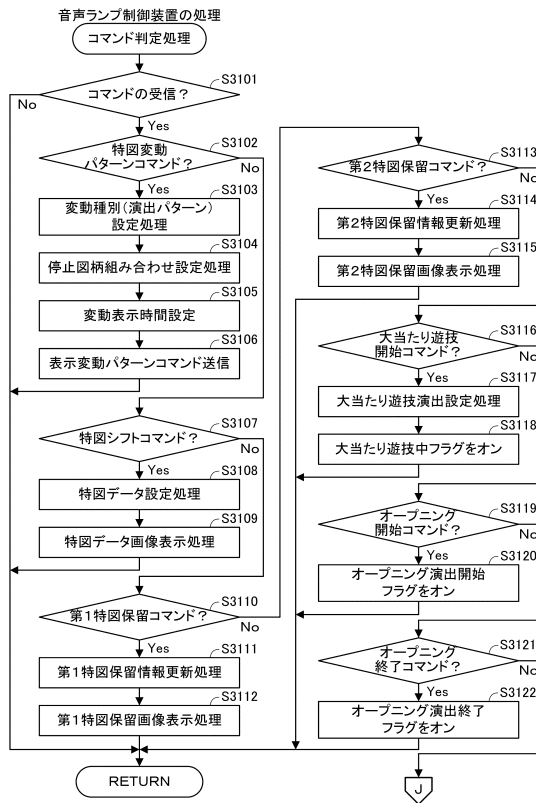 音声ランプ制御装置の処理
コマンド判定処理
S3101
コマンドの受信？
No
Yes
S3102
特図変動
パターンコマンド？
No
Yes
S3103
変動種別（演出パターン）
設定処理
S3104
停止図柄組み合わせ設定処理
S3105
変動表示時間設定
S3106
表示変動パターンコマンド送信
S3107
特図シフトコマンド？
No
Yes
S3108
特図データ設定処理
S3109
特図データ画像表示処理
S3110
第1特図保留コマンド？
No
Yes
S3111
第1特図保留情報更新処理
S3112
第1特図保留画像表示処理
RETURN
S3113
第2特図保留コマンド？
No
Yes
S3114
第2特図保留情報更新処理
S3115
第2特図保留画像表示処理
S3116
大当たり遊技
開始コマンド？
No
Yes
S3117
大当たり遊技演出設定処理
S3118
大当たり遊技中フラグをオン
S3119
オープニング
開始コマンド？
No
Yes
S3120
オープニング演出開始
フラグをオン
S3121
オープニング
終了コマンド？
No
Yes
S3122
オープニング演出終了
フラグをオン
J